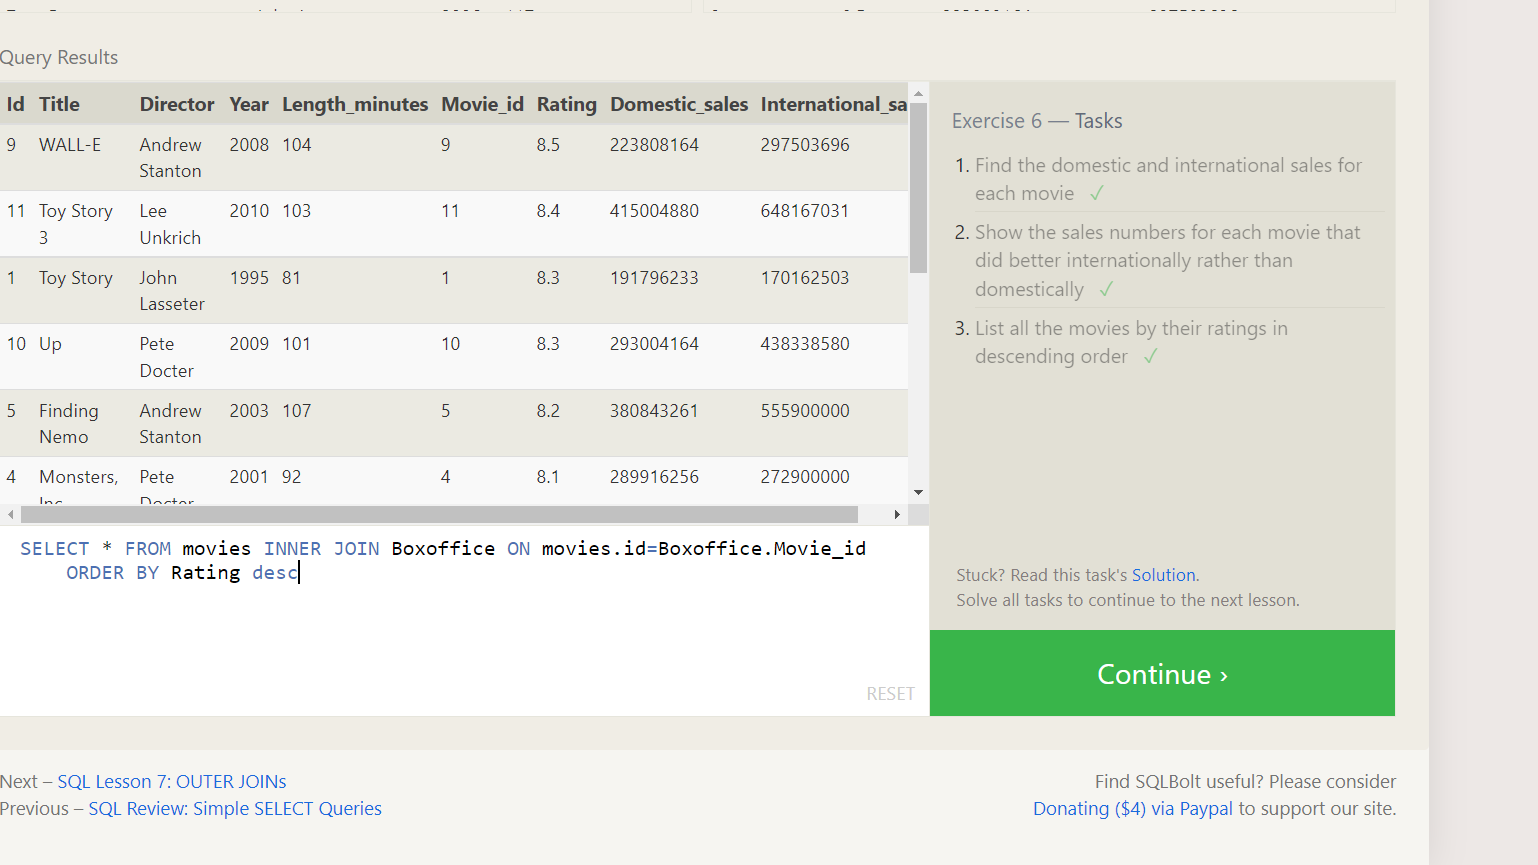 Query Results
Id Title Director Year Length_minutes Movie_id Rating Domestic_sales International_sa
9 WALL-E Andrew Stanton 2008 104 9 8.5 223808164 297503696
11 Toy Story 3 Lee Unkrich 2010 103 11 8.4 415004880 648167031
1 Toy Story John Lasseter 1995 81 1 8.3 191796233 170162503
10 Up Pete Docter 2009 101 10 8.3 293004164 438338580
5 Finding Nemo Andrew Stanton 2003 107 5 8.2 380843261 555900000
4 Monsters, Inc. Pete Docter 2001 92 4 8.1 289916256 272900000
SELECT * FROM movies INNER JOIN Boxoffice ON movies.id=Boxoffice.Movie_id
ORDER BY Rating desc
RESET
Exercise 6 — Tasks
1. Find the domestic and international sales for
each movie ✓
2. Show the sales numbers for each movie that
did better internationally rather than
domestically ✓
3. List all the movies by their ratings in
descending order ✓
Stuck? Read this task's Solution.
Solve all tasks to continue to the next lesson.
Continue ›
Next – SQL Lesson 7: OUTER JOINs
Previous – SQL Review: Simple SELECT Queries
Find SQLBolt useful? Please consider
Donating ($4) via Paypal to support our site.